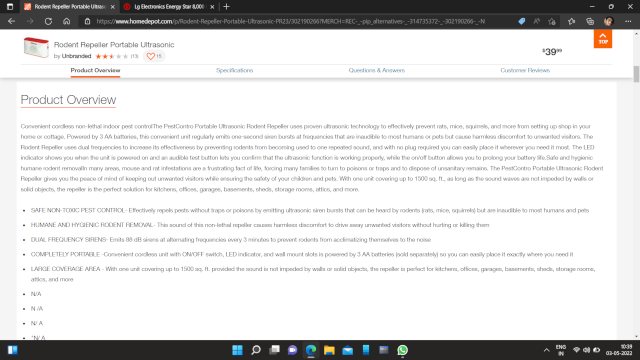 Rodent Repeller Portable Ultraso
Lg Electronics Energy Star 8,000
https://www.homedepot.com/p/Rodent-Repeller-Portable-Ultrasonic-PR23/302190266?MERCH=REC-_-pip_alternatives-_-314735372-_-302190266-_-N
Rodent Repeller Portable Ultrasonic
by Unbranded (13) 15
$39.99
TOP
Product Overview Specifications Questions & Answers Customer Reviews
Product Overview
Convenient cordless non-lethal indoor pest controlThe PestContro Portable Ultrasonic Rodent Repeller uses proven ultrasonic technology to effectively prevent rats, mice, squirrels, and more from setting up shop in your
home or cottage. Powered by 3 AA batteries, this convenient unit regularly emits one-second siren bursts at frequencies that are inaudible to most humans or pets but cause harmless discomfort to unwanted visitors. The
Rodent Repeller uses dual frequencies to increase its effectiveness by preventing rodents from becoming used to one repeated sound, and with no plug required you can easily place it wherever you need it most. The LED
indicator shows you when the unit is powered on and an audible test button lets you confirm that the ultrasonic function is working properly, while the on/off button allows you to prolong your battery life.Safe and hygienic
humane rodent removalIn many areas, mouse and rat infestations are a frustrating fact of life, forcing many families to turn to poisons or traps and to dispose of unsanitary remains. The PestContro Portable Ultrasonic Rodent
Repeller gives you the peace of mind of keeping out unwanted visitors while ensuring the safety of your children and pets. With one unit covering up to 1500 sq. ft., as long as the sound waves are not impeded by walls or
solid objects, the repeller is the perfect solution for kitchens, offices, garages, basements, sheds, storage rooms, attics, and more.
• SAFE NON-TOXIC PEST CONTROL- Effectively repels pests without traps or poisons by emitting ultrasonic siren bursts that can be heard by rodents (rats, mice, squirrels) but are inaudible to most humans and pets
• HUMANE AND HYGIENIC RODENT REMOVAL - This sound of this non-lethal repeller causes harmless discomfort to drive away unwanted visitors without hurting or killing them
• DUAL FREQUENCY SIRENS- Emits 88 dB sirens at alternating frequencies every 3 minutes to prevent rodents from acclimatizing themselves to the noise
• COMPLETELY PORTABLE -Convenient cordless unit with ON/OFF switch, LED indicator, and wall mount slots is powered by 3 AA batteries (sold separately) so you can easily place it exactly where you need it
• LARGE COVERAGE AREA - With one unit covering up to 1500 sq. ft. provided the sound is not impeded by walls or solid objects, the repeller is perfect for kitchens, offices, garages, basements, sheds, storage rooms,
attics, and more
• N/A
• N /A
• N/ A
• "N/ A
ENG
IN
10:39
03-05-2022